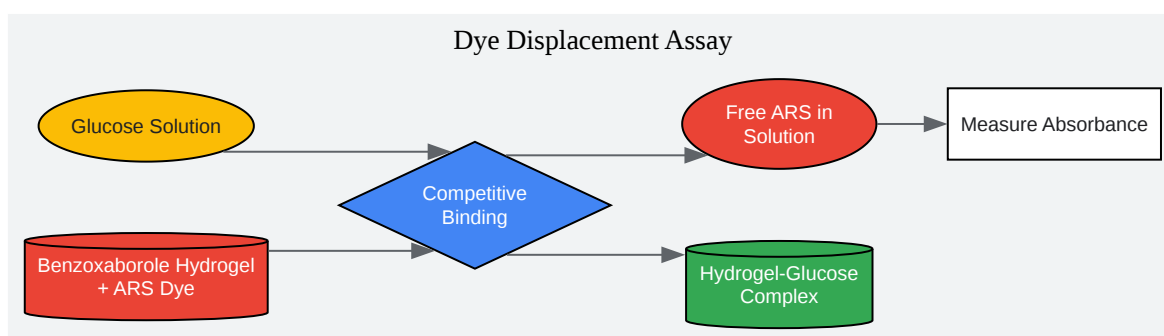 Dye Displacement Assay
Glucose Solution
Benzoxaborole Hydrogel
+ ARS Dye
Competitive
Binding
Free ARS in
Solution
Hydrogel-Glucose
Complex
Measure Absorbance